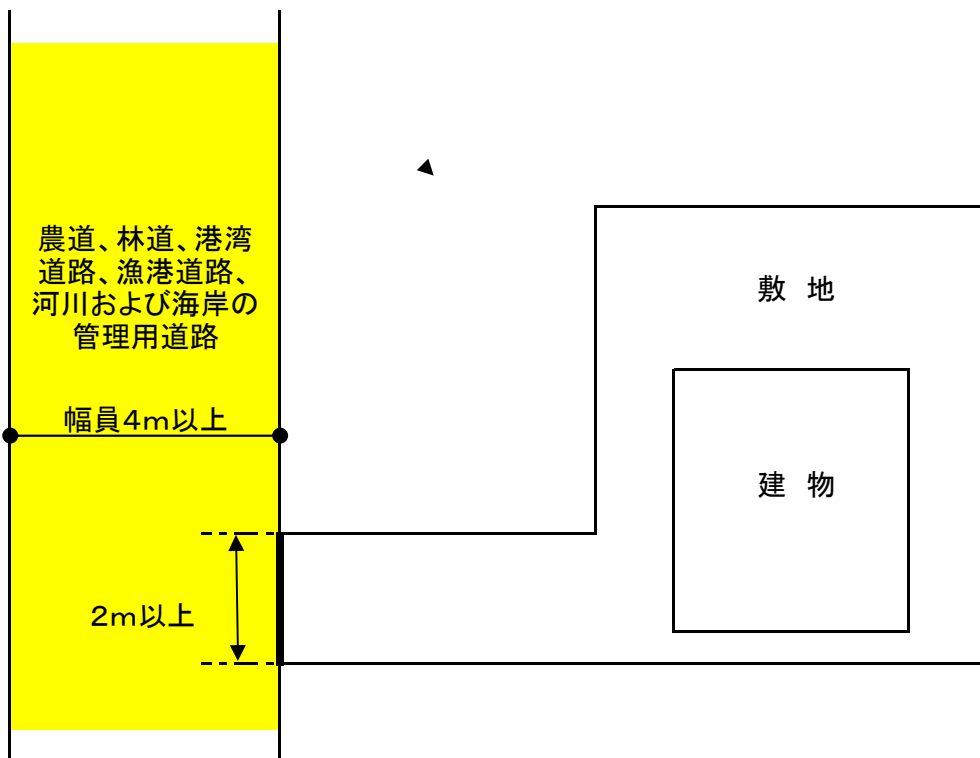 農道、林道、港湾
道路、漁港道路、
河川および海岸の
管理用道路
幅員4ｍ以上
2ｍ以上
敷 地
建 物